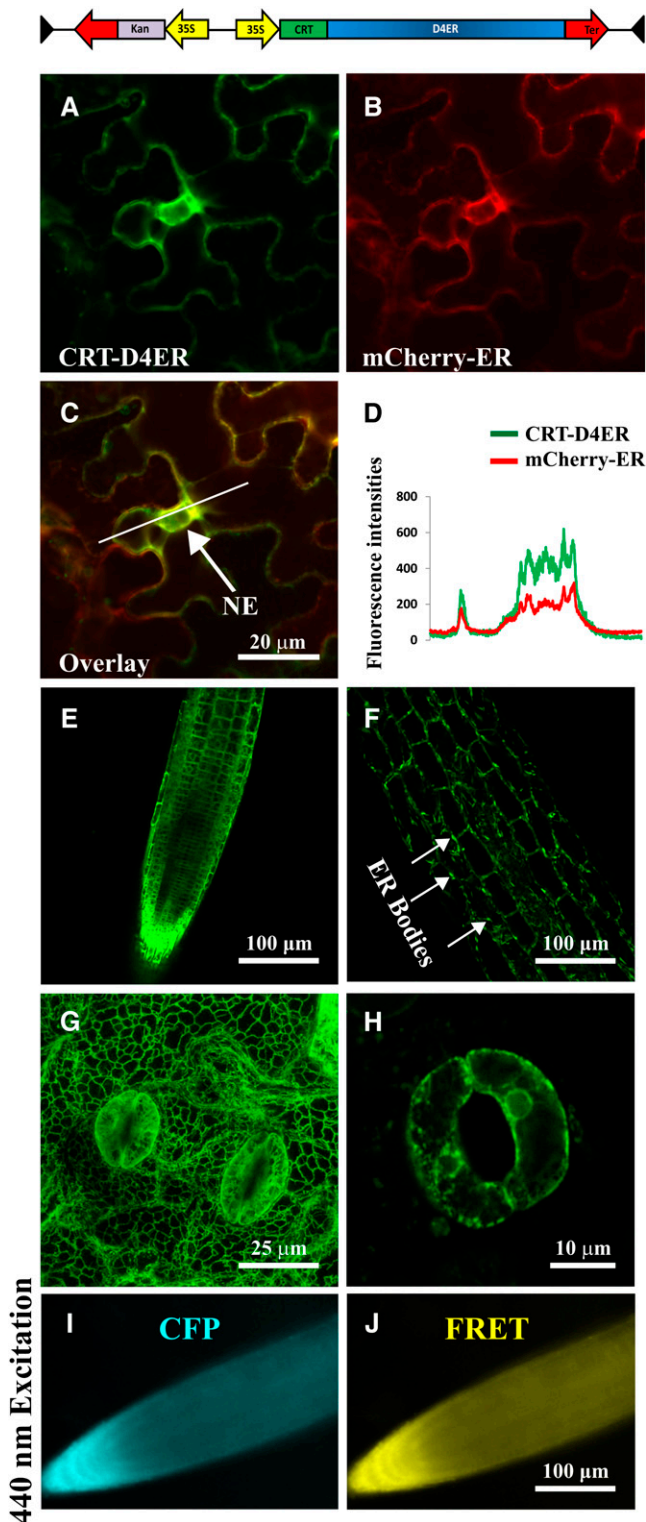 Kan 35S 35S CRT D4ER Ter
A B
CRT-D4ER mCherry-ER
C D
CRT-D4ER
mCherry-ER
Fluorescence intensities
800
600
400
200
0
NE
Overlay 20 μm
E F
ER Bodies
100 μm 100 μm
G H
25 μm 10 μm
440 nm Excitation
I CFP J FRET
100 μm